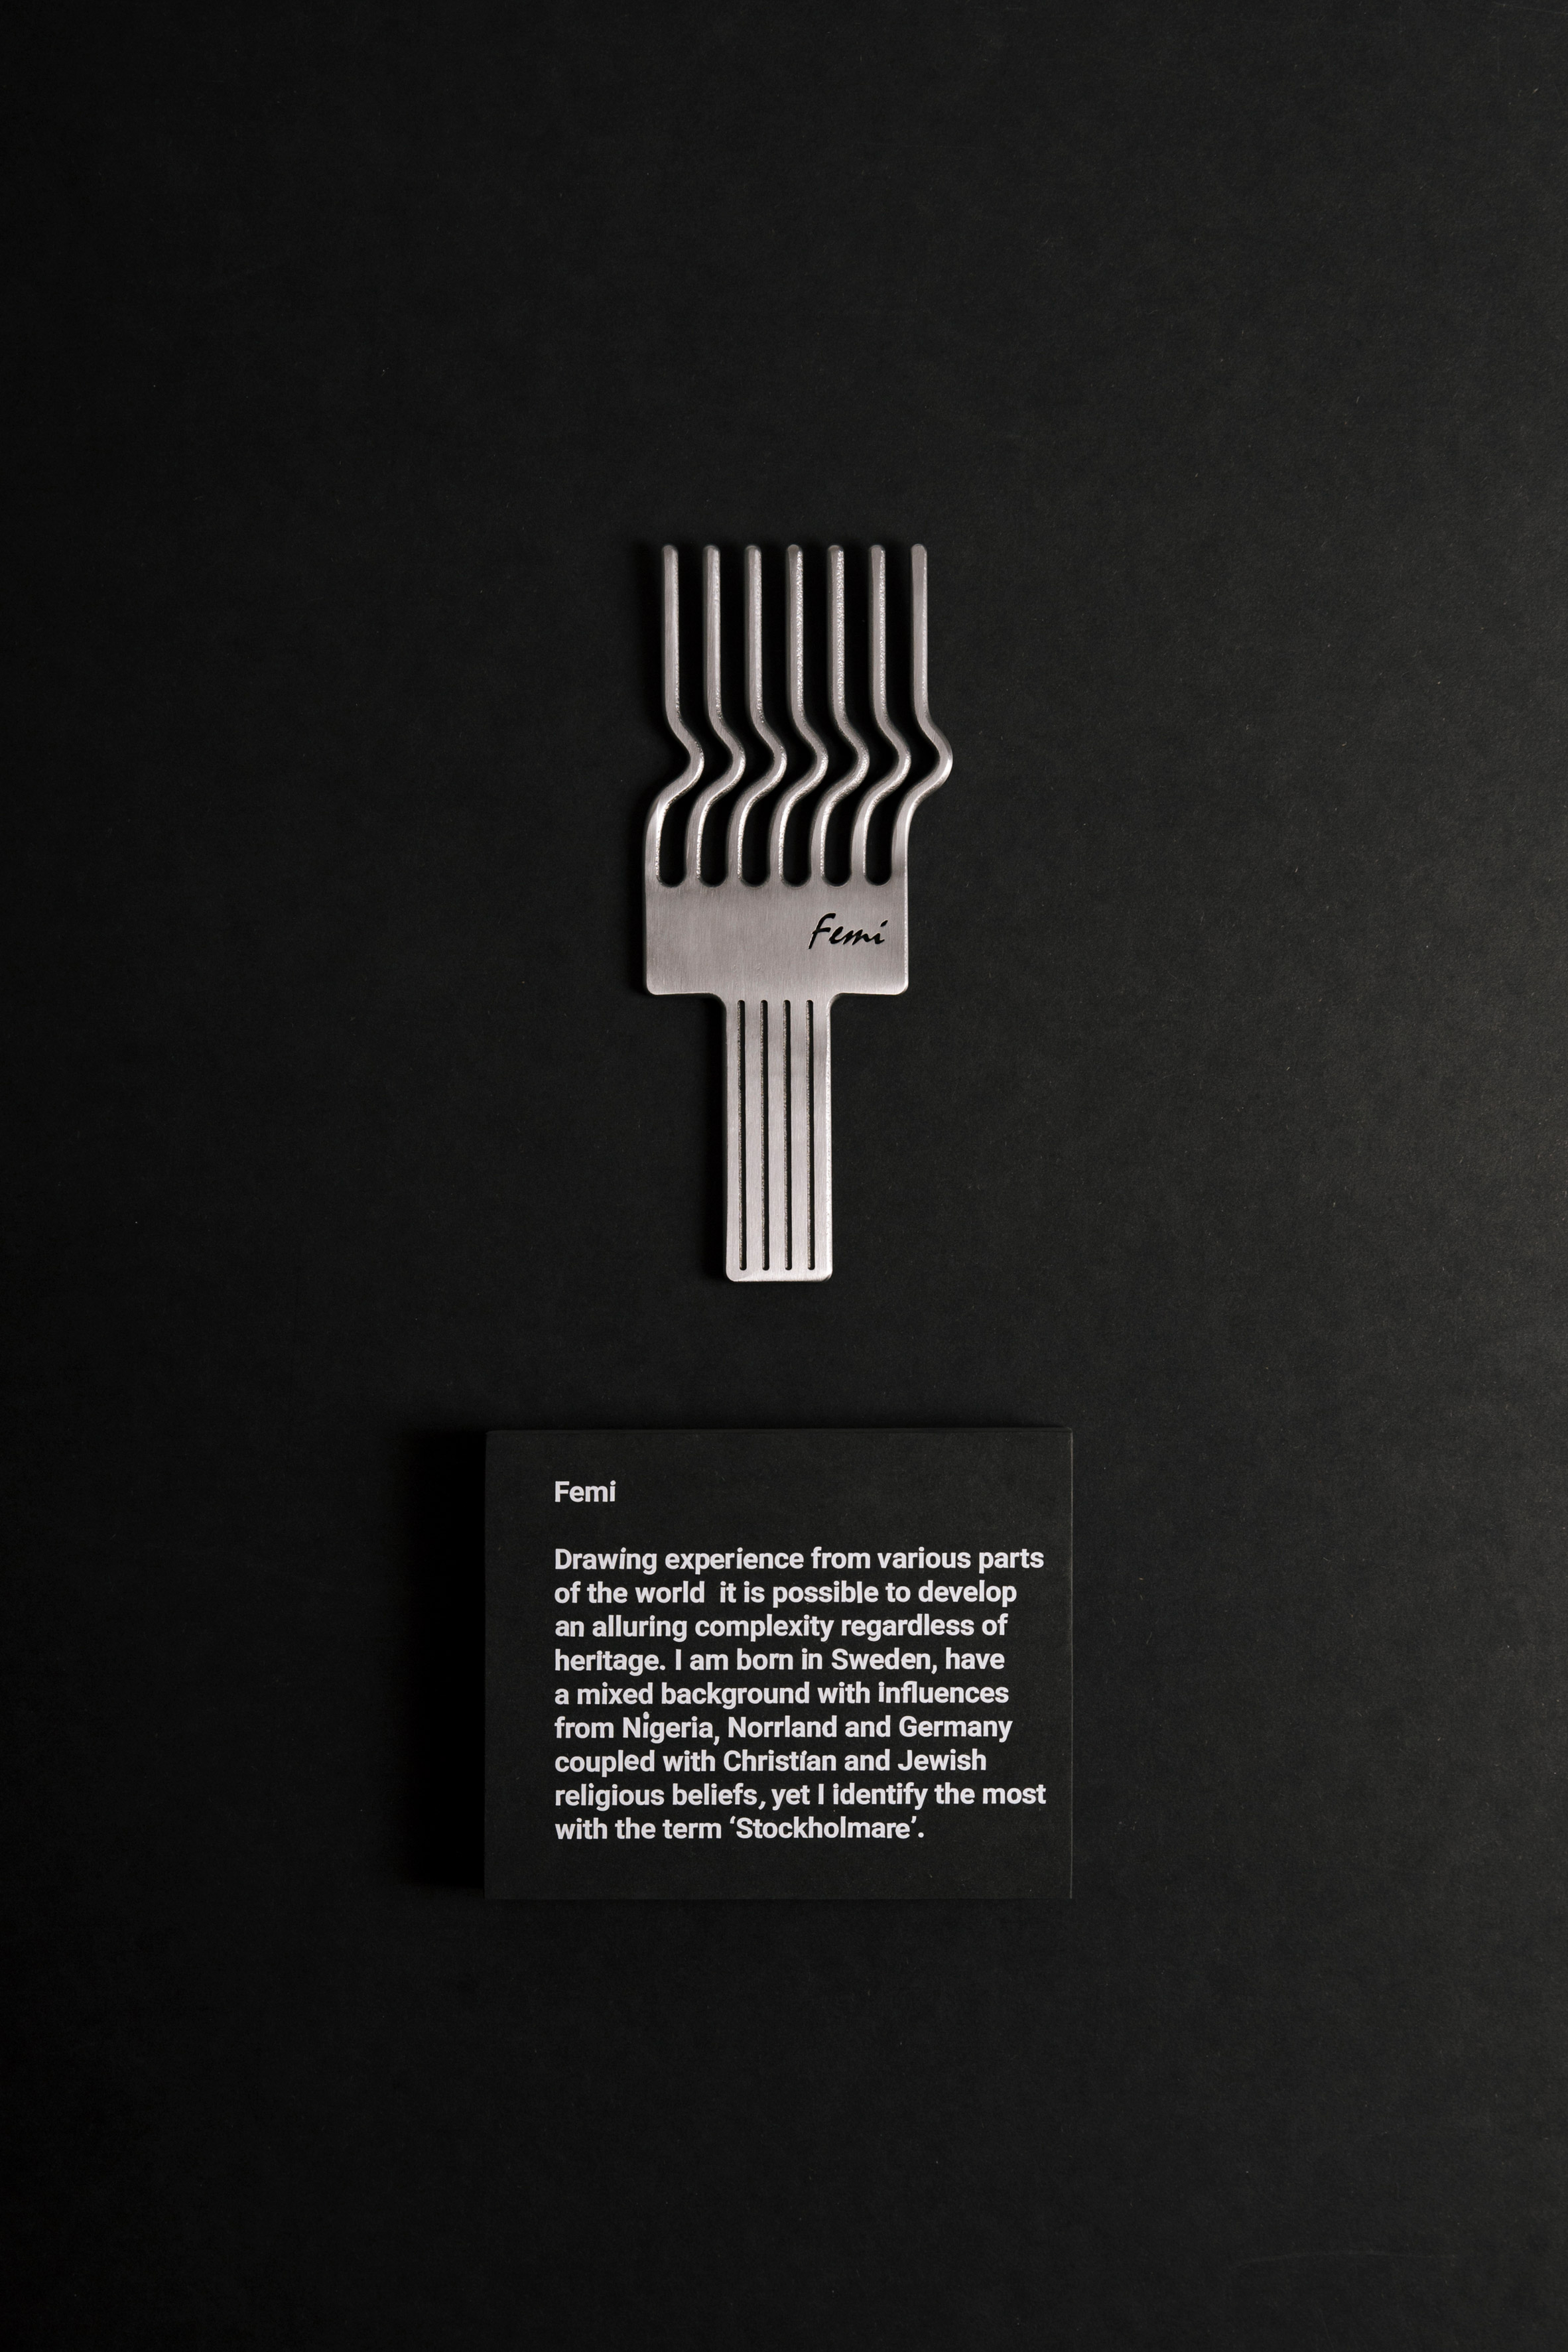 Femi
Femi
Drawing experience from various parts
of the world  it is possible to develop
an alluring complexity regardless of
heritage. I am born in Sweden, have
a mixed background with influences
from Nigeria, Norrland and Germany
coupled with Christian and Jewish
religious beliefs, yet I identify the most
with the term ‘Stockholmare’.